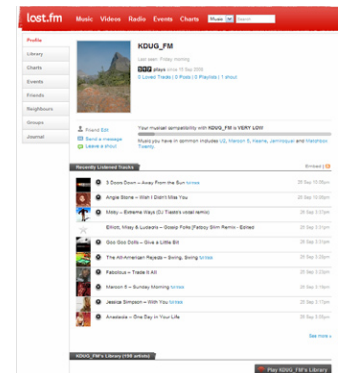 lost.fm
Music Videos Radio Events Charts Music Search
Profile
Library
Charts
Events
Friends
Neighbours
Groups
Journal
KDUG_FM
Last seen: Friday morning
plays since 10 Sep 2006
0 Loved Tracks | 0 Posts | 0 Playlists | 1 shout
Friend Edit
Send a message
Leave a shout
Your musical compatibility with KDUG_FM is VERY LOW
Music you have in common includes U2, Maroon 5, Keane, Jamiroquai and Matchbox
Twenty.
Recently Listened Tracks
3 Doors Down – Away From the Sun
Angie Stone – Wish I Didn't Miss You
Moby – Extreme Ways (DJ Tiësto's vocal remix)
Elliot, Missy & Ludacris - Gossip Folks [Fatboy Slim Remix - Edited
Goo Goo Dolls – Give a Little Bit
The All-American Rejects – Swing, Swing
Fabolous – Trade It All
Maroon 5 – Sunday Morning
Jessica Simpson – With You
Anastacia – One Day In Your Life
See more
KDUG_FM's Library (196 artists)
Play KDUG_FM's Library